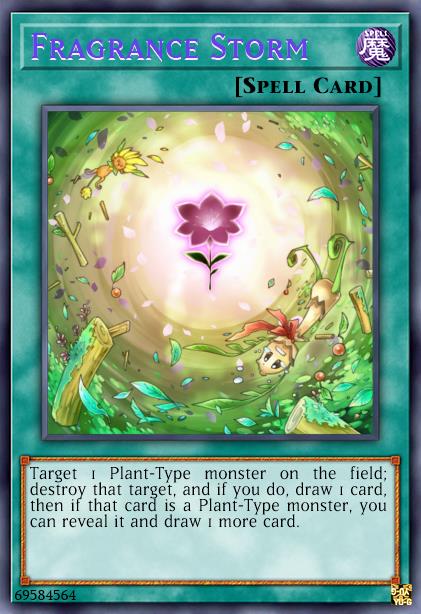 Fragrance Storm
SPELL
魔
[Spell Card]
Target 1 Plant-Type monster on the field;
destroy that target, and if you do, draw 1 card,
then if that card is a Plant-Type monster, you
can reveal it and draw 1 more card.
69584564